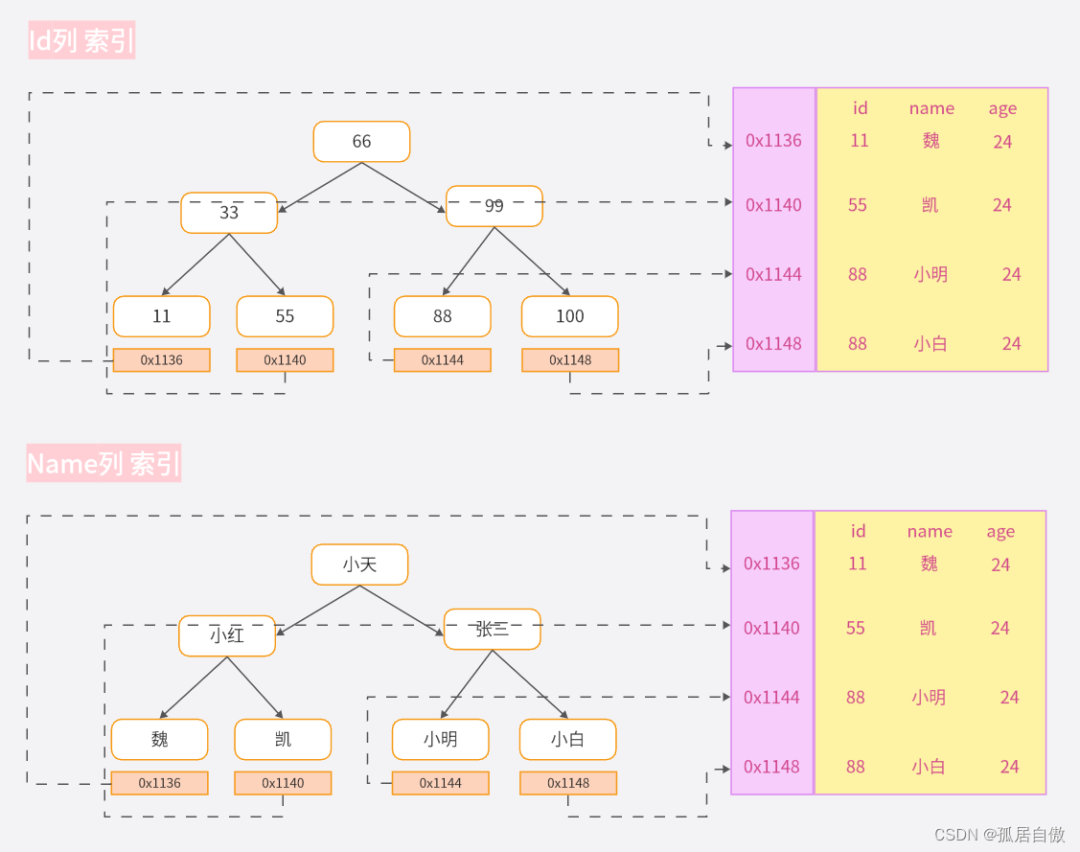 Id列 索引
id name age
66
0x1136 11 魏 24
33
99
0x1140 55 凯 24
0x1144 88 小明 24
11 55 88 100
0x1148 88 小白 24
0x1136 0x1140 0x1144 0x1148
Name列 索引
id name age
小天
0x1136 11 魏 24
小红
张三
0x1140 55 凯 24
0x1144 88 小明 24
魏 凯 小明 小白
0x1148 88 小白 24
0x1136 0x1140 0x1144 0x1148
CSDN @孤居自傲